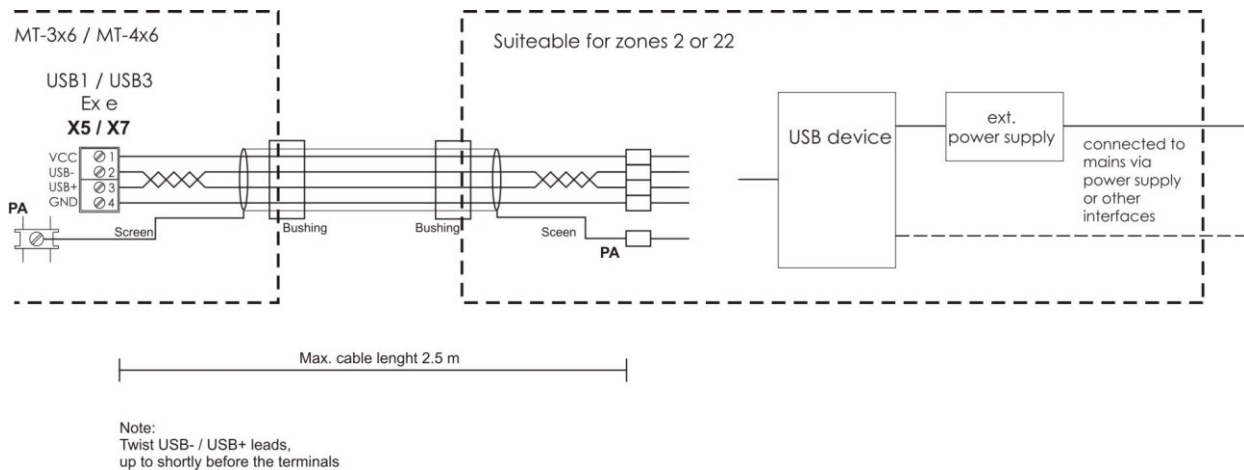 MT-3x6 / MT-4x6
USB1 / USB3
Ex e
X5 / X7
VCC 1
USB- 2
USB+ 3
GND 4
PA
Screen
Bushing
Bushing
Sceen
PA
Suiteable for zones 2 or 22
USB device
ext.
power supply
connected to
mains via
power supply
or other
interfaces
Max. cable lenght 2.5 m
Note:
Twist USB- / USB+ leads,
up to shortly before the terminals